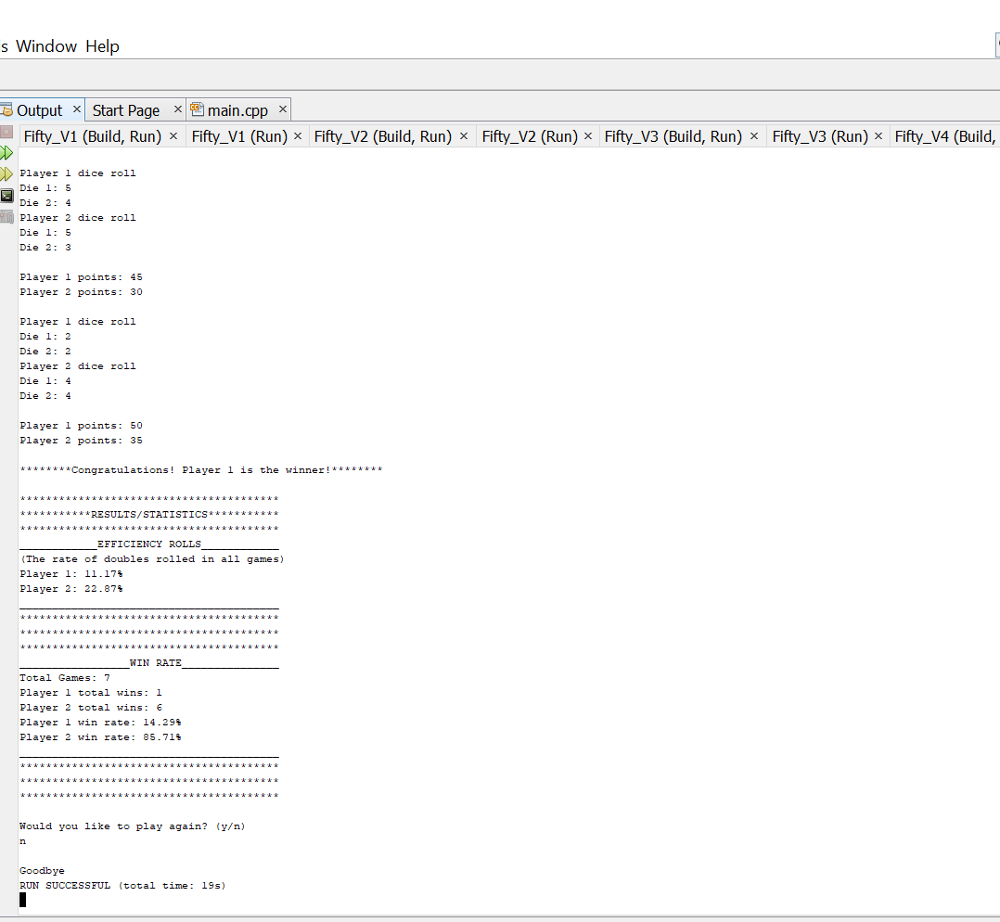 s Window Help
Output × Start Page × main.cpp ×
Fifty_V1 (Build, Run) × Fifty_V1 (Run) × Fifty_V2 (Build, Run) × Fifty_V2 (Run) × Fifty_V3 (Build, Run) × Fifty_V3 (Run) × Fifty_V4 (Build,
Player 1 dice roll
Die 1: 5
Die 2: 4
Player 2 dice roll
Die 1: 5
Die 2: 3
Player 1 points: 45
Player 2 points: 30
Player 1 dice roll
Die 1: 2
Die 2: 2
Player 2 dice roll
Die 1: 4
Die 2: 4
Player 1 points: 50
Player 2 points: 35
********Congratulations! Player 1 is the winner!********
****************************************
***********RESULTS/STATISTICS***********
****************************************
____________EFFICIENCY ROLLS____________
(The rate of doubles rolled in all games)
Player 1: 11.17%
Player 2: 22.87%
________________________________________
****************************************
****************************************
****************************************
_________________WIN RATE_______________
Total Games: 7
Player 1 total wins: 1
Player 2 total wins: 6
Player 1 win rate: 14.29%
Player 2 win rate: 85.71%
________________________________________
****************************************
****************************************
****************************************
Would you like to play again? (y/n)
n
Goodbye
RUN SUCCESSFUL (total time: 19s)